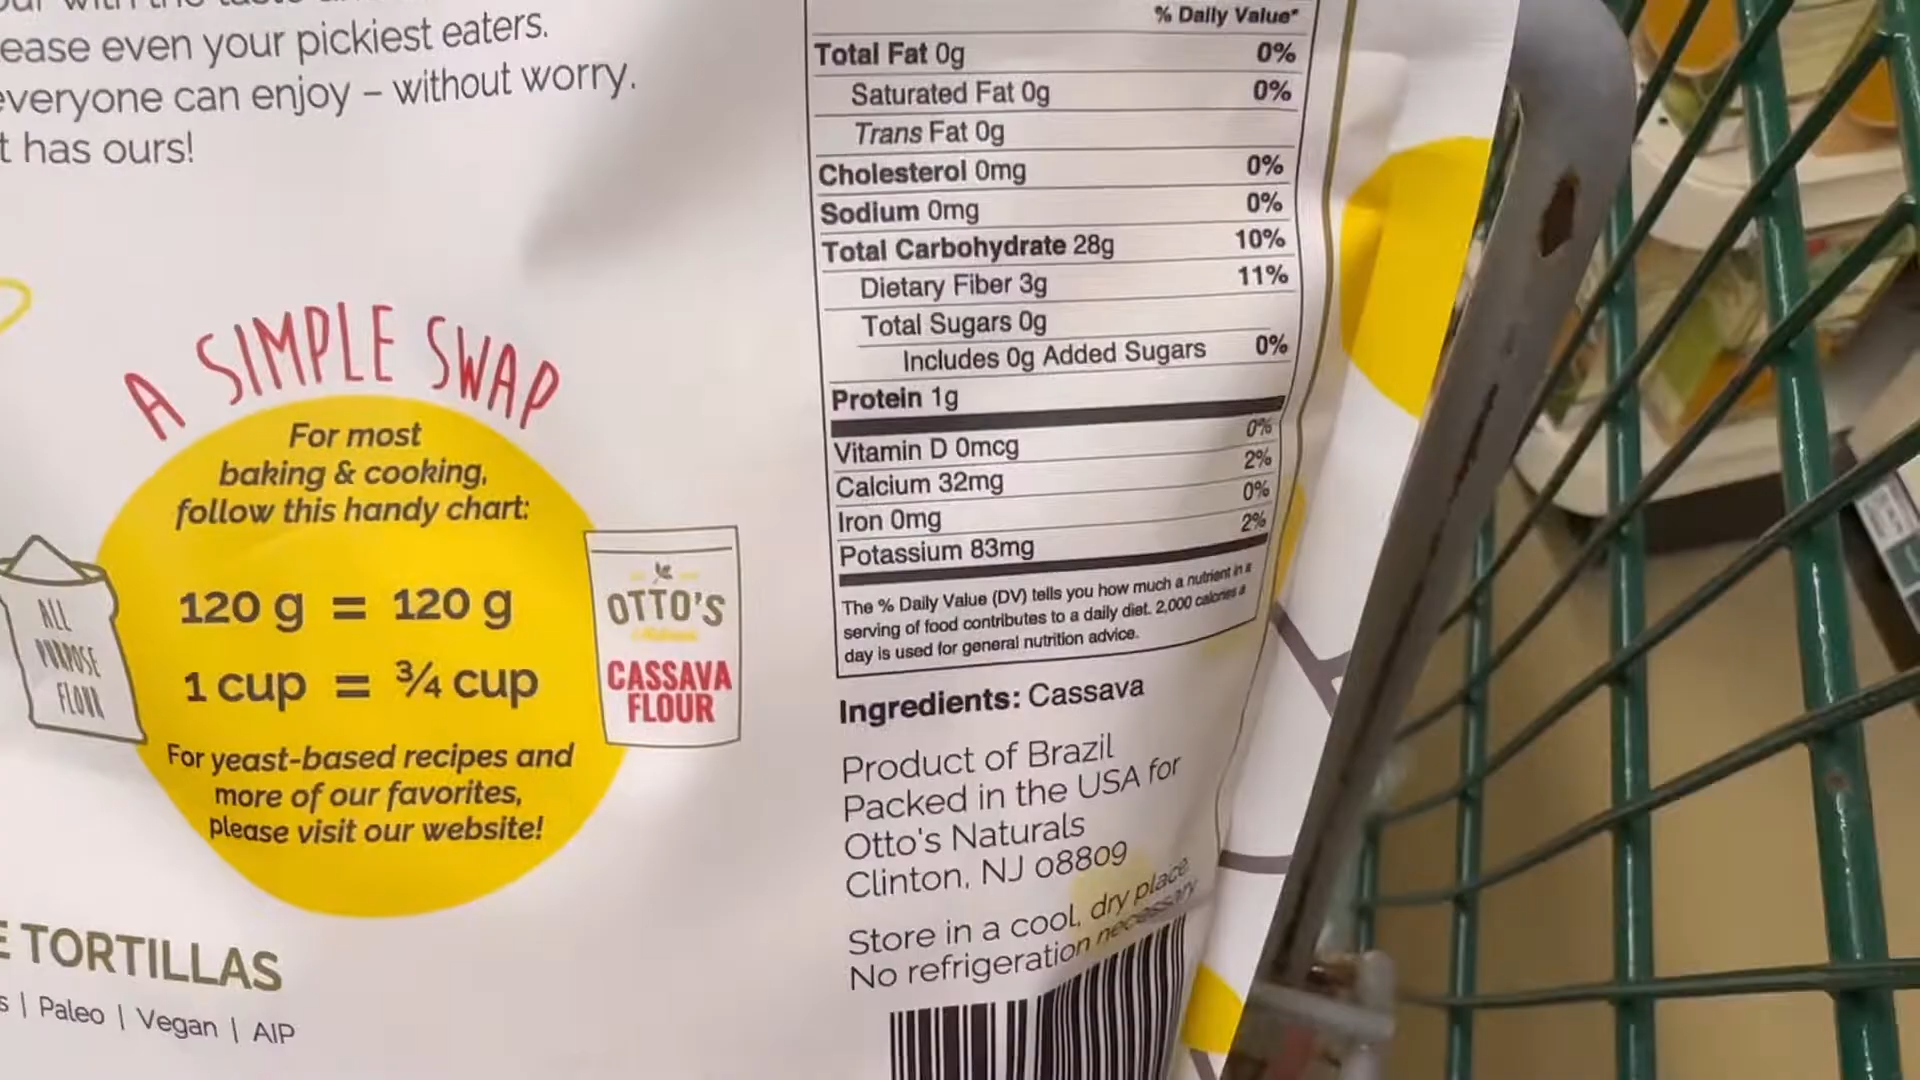 ease even your pickiest eaters.
everyone can enjoy – without worry.
t has ours!
A SIMPLE SWAP
For most
baking & cooking,
follow this handy chart:
ALL
PURPOSE
FLOUR
120 g = 120 g
1 cup = ¾ cup
OTTO'S
CASSAVA
FLOUR
For yeast-based recipes and
more of our favorites,
please visit our website!
E TORTILLAS
s | Paleo | Vegan | AIP
% Daily Value*
Total Fat 0g 0%
Saturated Fat 0g 0%
Trans Fat 0g
Cholesterol 0mg 0%
Sodium 0mg 0%
Total Carbohydrate 28g 10%
Dietary Fiber 3g 11%
Total Sugars 0g
Includes 0g Added Sugars 0%
Protein 1g
Vitamin D 0mcg 0%
Calcium 32mg 2%
Iron 0mg 0%
Potassium 83mg 2%
The % Daily Value (DV) tells you how much a nutrient in a
serving of food contributes to a daily diet. 2,000 calories a
day is used for general nutrition advice.
Ingredients: Cassava
Product of Brazil
Packed in the USA for
Otto's Naturals
Clinton, NJ 08809
Store in a cool, dry place.
No refrigeration necessary